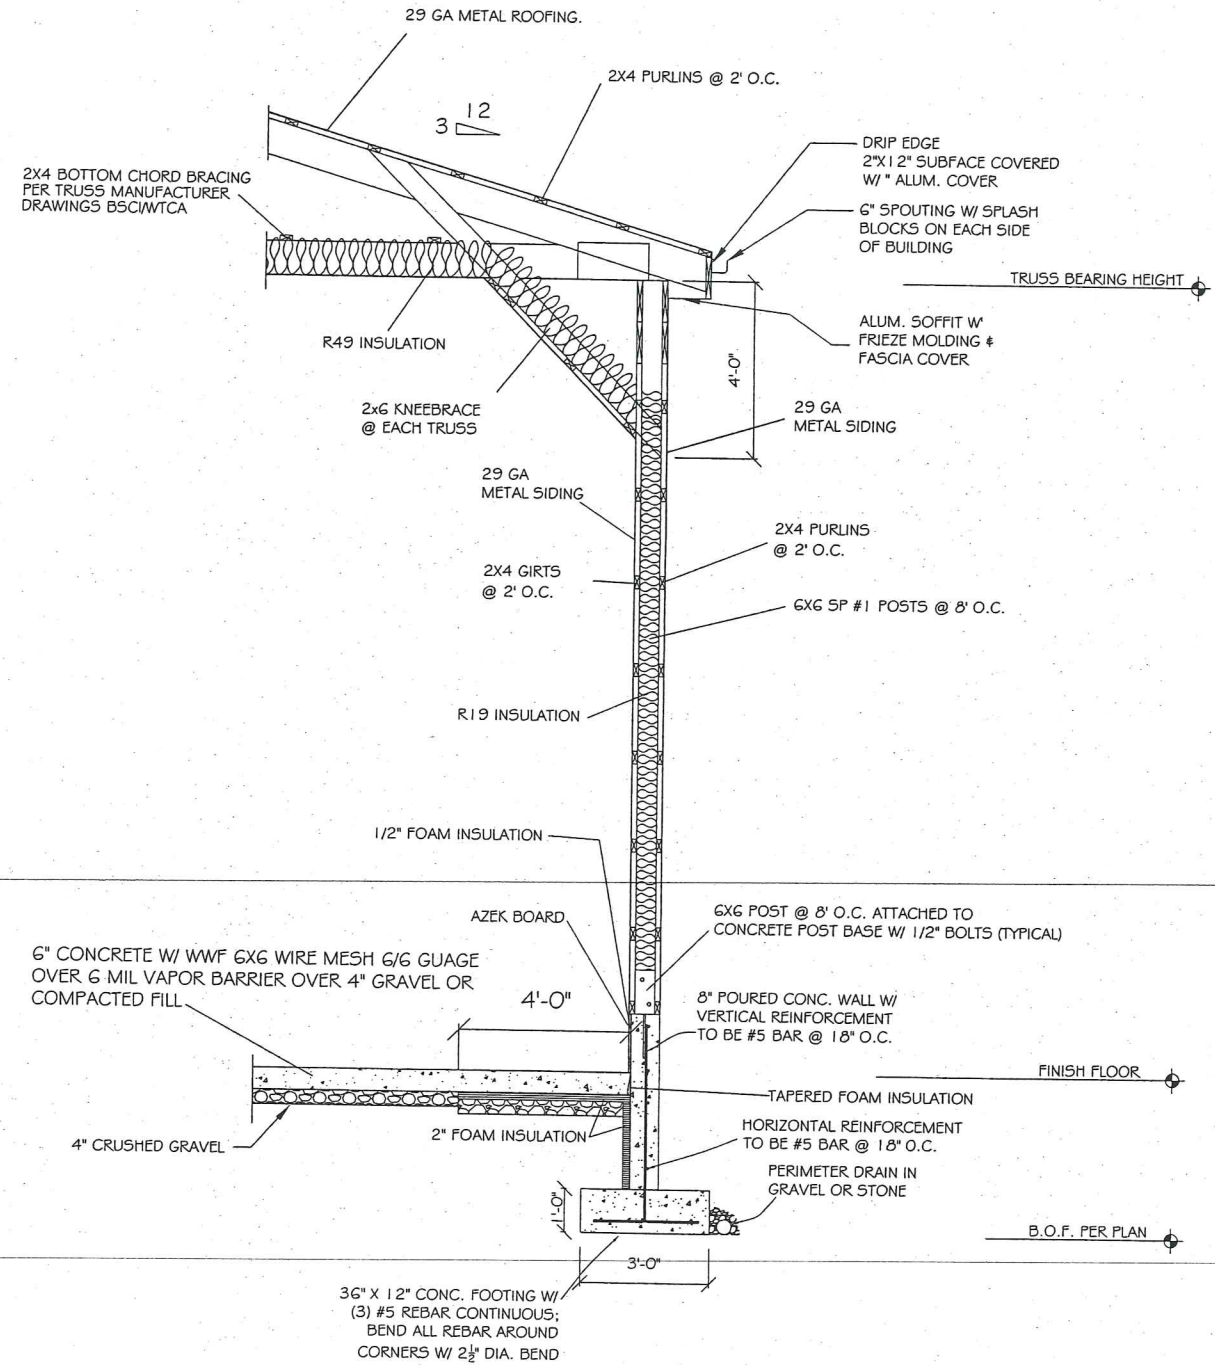 29 GA METAL ROOFING.
2X4 PURLINS @ 2' O.C.
12
3
DRIP EDGE
2"X12" SUBFACE COVERED
W/ " ALUM. COVER
2X4 BOTTOM CHORD BRACING
PER TRUSS MANUFACTURER
DRAWINGS BSCI/WTCA
6" SPOUTING W/ SPLASH
BLOCKS ON EACH SIDE
OF BUILDING
TRUSS BEARING HEIGHT
R49 INSULATION
ALUM. SOFFIT W'
FRIEZE MOLDING &
FASCIA COVER
4'-0"
2x6 KNEEBRACE
@ EACH TRUSS
29 GA
METAL SIDING
29 GA
METAL SIDING
2X4 PURLINS
@ 2' O.C.
2X4 GIRTS
@ 2' O.C.
6X6 SP #1 POSTS @ 8' O.C.
R19 INSULATION
1/2" FOAM INSULATION
AZEK BOARD
6X6 POST @ 8' O.C. ATTACHED TO
CONCRETE POST BASE W/ 1/2" BOLTS (TYPICAL)
6" CONCRETE W/ WWF 6X6 WIRE MESH 6/6 GUAGE
OVER 6 MIL VAPOR BARRIER OVER 4" GRAVEL OR
COMPACTED FILL
4'-0"
8" POURED CONC. WALL W/
VERTICAL REINFORCEMENT
TO BE #5 BAR @ 18" O.C.
FINISH FLOOR
TAPERED FOAM INSULATION
4" CRUSHED GRAVEL
2" FOAM INSULATION
HORIZONTAL REINFORCEMENT
TO BE #5 BAR @ 18" O.C.
PERIMETER DRAIN IN
GRAVEL OR STONE
1'-0"
B.O.F. PER PLAN
3'-0"
36" X 12" CONC. FOOTING W/
(3) #5 REBAR CONTINUOUS;
BEND ALL REBAR AROUND
CORNERS W/ 2½" DIA. BEND